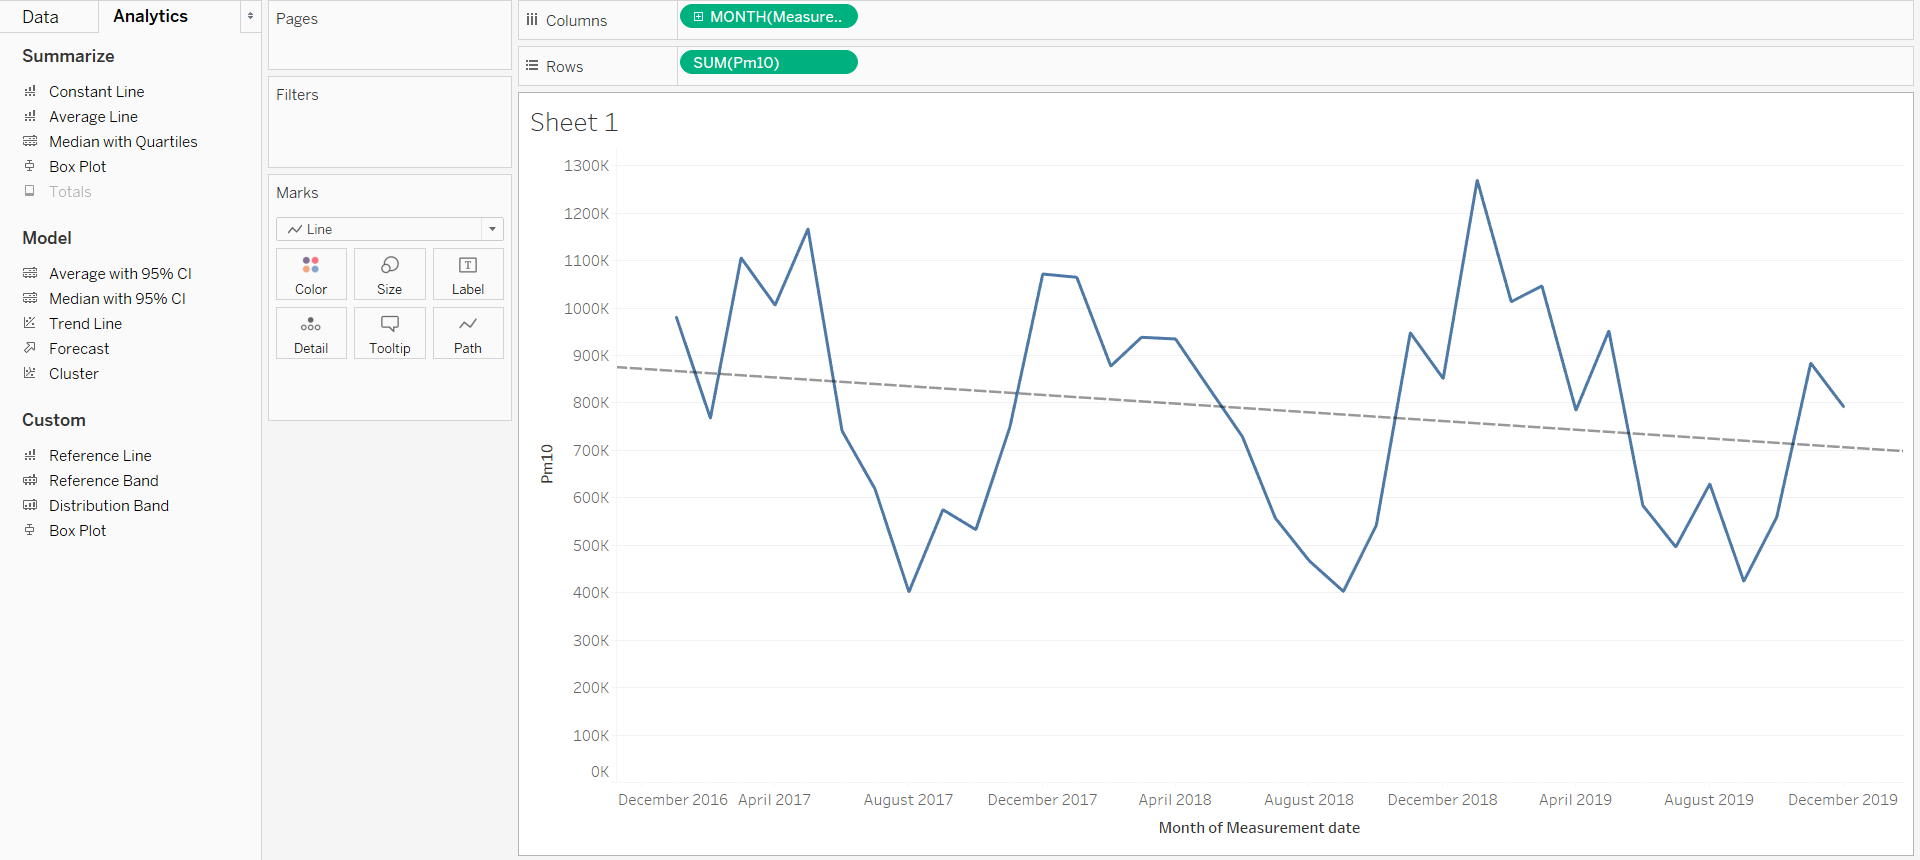 Data
Analytics
Summarize
Constant Line
Average Line
Median with Quartiles
Box Plot
Totals
Model
Average with 95% CI
Median with 95% CI
Trend Line
Forecast
Cluster
Custom
Reference Line
Reference Band
Distribution Band
Box Plot
Pages
Filters
Marks
Line
Color
Size
Label
Detail
Tooltip
Path
Columns
MONTH(Measure..
Rows
SUM(Pm10)
Sheet 1
1300K
1200K
1100K
1000K
900K
800K
700K
600K
500K
400K
300K
200K
100K
0K
Pm10
December 2016 April 2017 August 2017 December 2017 April 2018 August 2018 December 2018 April 2019 August 2019 December 2019
Month of Measurement date